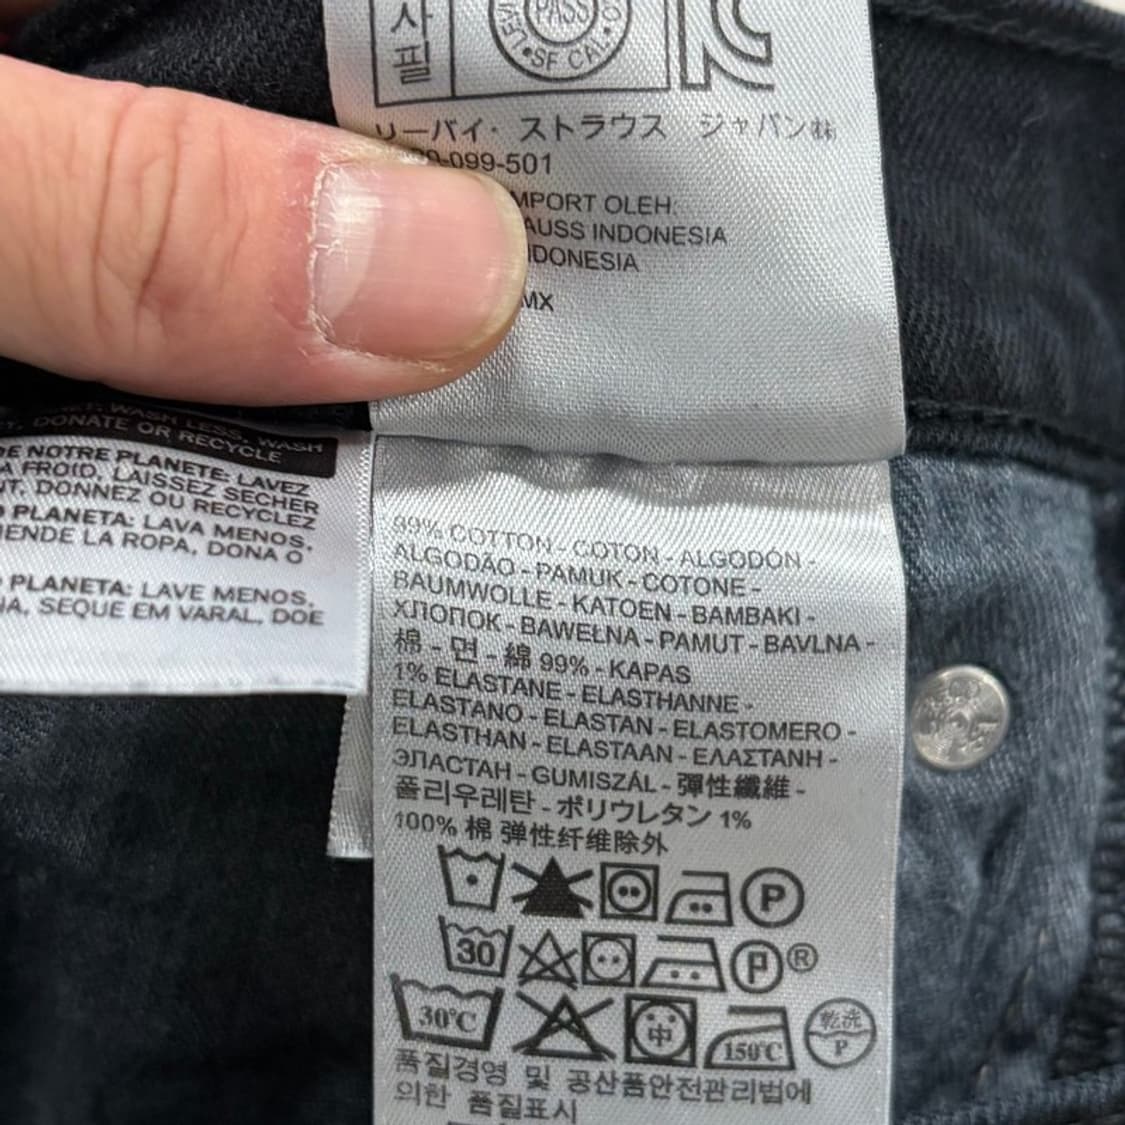 사
필
PASS
SF CAL
リーバイ・ストラウス ジャパン㈱
-099-501
MPORT OLEH:
AUSS INDONESIA
DONESIA
MX
WASH LESS, WASH
DONATE OR RECYCLE
DE NOTRE PLANETE: LAVEZ
A FROID, LAISSEZ SECHER
DONNEZ OU RECYCLEZ
PLANETA: LAVA MENOS,
IENDE LA ROPA, DONA O
PLANETA: LAVE MENOS,
SEQUE EM VARAL, DOE
99% COTTON - COTON - ALGODÓN -
ALGODÃO - PAMUK - COTONE -
BAUMWOLLE - KATOEN - BAMBAKI -
ХЛОПОК - BAWEŁNA - PAMUT - BAVLNA -
棉 - 면 - 綿 99% - KAPAS
1% ELASTANE - ELASTHANNE -
ELASTANO - ELASTAN - ELASTOMERO -
ELASTHAN - ELASTAAN - ΕΛΑΣΤΑΝΗ -
ЭЛАСТАН - GUMISZÁL - 彈性纖維 -
폴리우레탄 - ポリウレタン 1%
100% 棉 弹性纤维除外
P
30 P ®
30℃ 中 150℃ 乾洗 P
품질경영 및 공산품안전관리법에
의한 품질표시